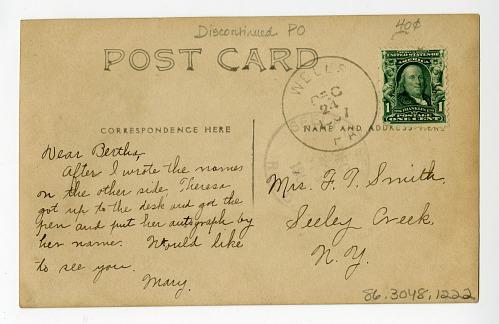 Discontinued PO
40¢
POST CARD
UNITED STATES OF AMERICA
FRANKLIN
POSTAGE
1 ONE CENT 1
WELLS
DEC
24
PA
CORRESPONDENCE HERE
NAME AND ADDRESS HERE
Dear Bertha,
After I wrote the names
on the other side, Theresa
got up to the desk and got the
pen and put her autograph by
her name. Would like
to see you.
Mary.
Mrs. F. T. Smith.
Seeley Creek.
N. Y.
86.3048.1222